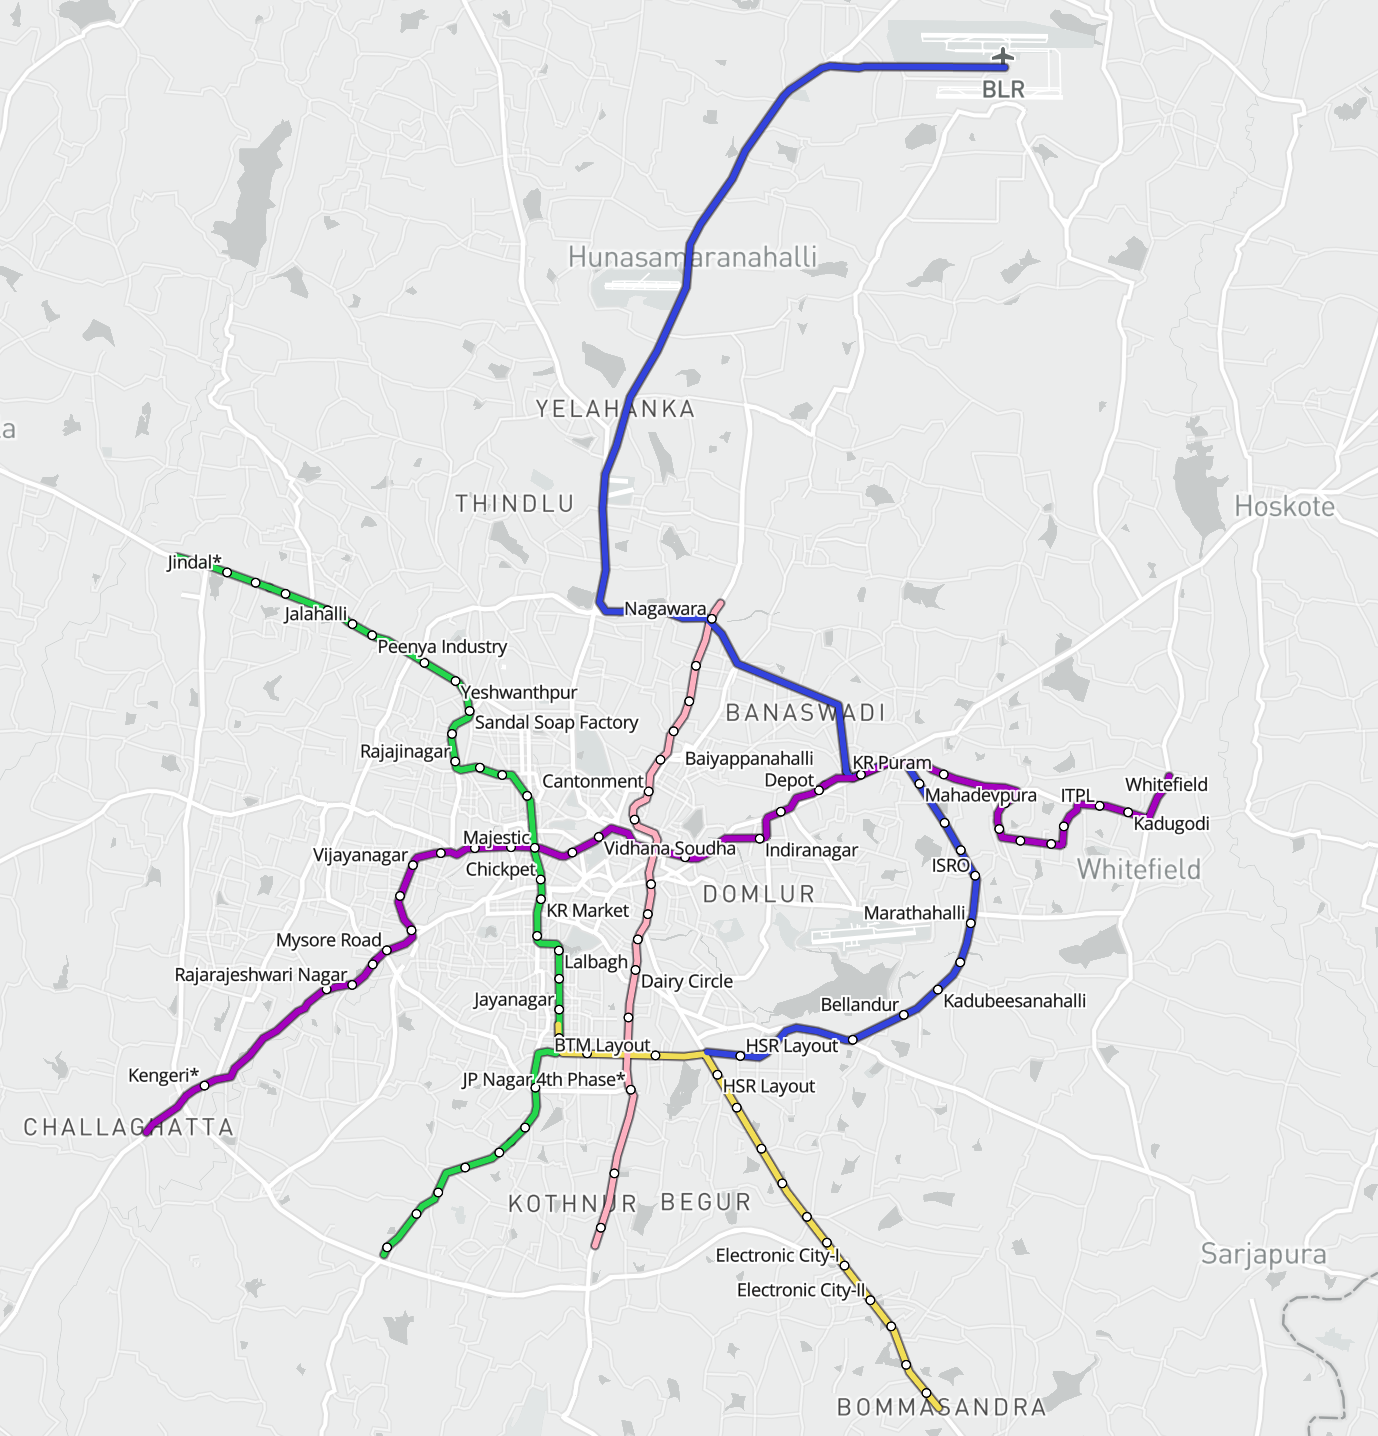 BLR
Hunasamaranahalli
YELAHANKA
THINDLU
Hoskote
Jindal*
Nagawara
Jalahalli
Peenya Industry
Yeshwanthpur
Sandal Soap Factory
BANASWADI
Rajajinagar
Baiyappanahalli
Depot
KR Puram
Cantonment
Mahadevpura
ITPL
Whitefield
Kadugodi
Majestic
Vidhana Soudha
Indiranagar
Vijayanagar
Chickpet
ISRO
Whitefield
DOMLUR
KR Market
Marathahalli
Mysore Road
Lalbagh
Rajarajeshwari Nagar
Dairy Circle
Jayanagar
Bellandur
Kadubeesanahalli
BTM Layout
HSR Layout
Kengeri*
JP Nagar 4th Phase*
HSR Layout
CHALLAGHATTA
KOTHNUR
BEGUR
Electronic City-I
Sarjapura
Electronic City-II
BOMMASANDRA